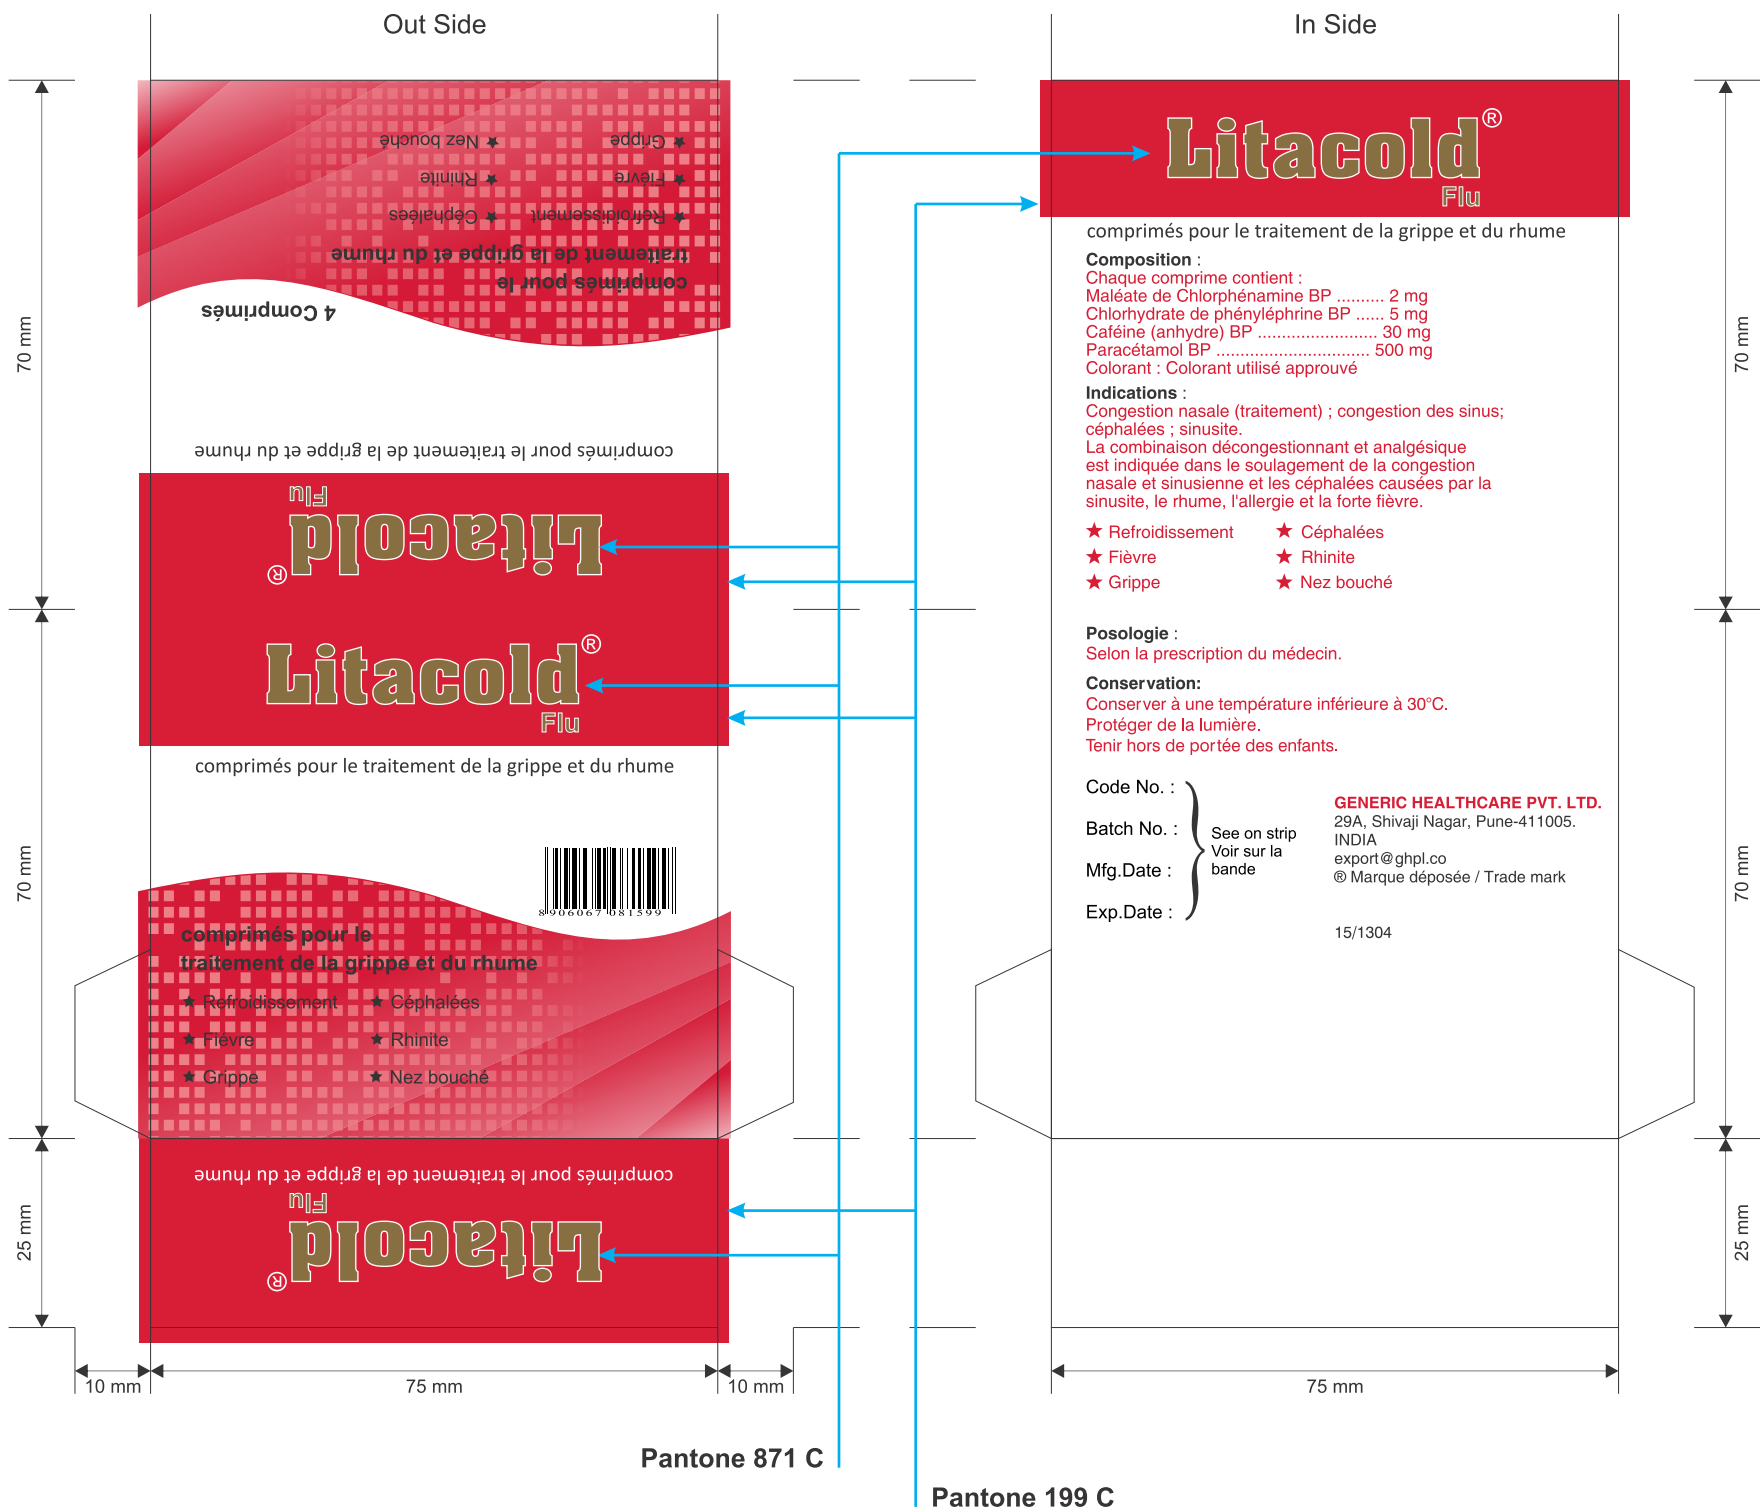 Out Side
In Side
★ Grippe ★ Nez bouché
★ Fiévre ★ Rhinite
★ Refroidissement ★ Céphalées
comprimés pour le
traitement de la grippe et du rhume
4 Comprimés
comprimés pour le traitement de la grippe et du rhume
Litacold®
Flu
Litacold®
Flu
comprimés pour le traitement de la grippe et du rhume
8 906067 081599
comprimés pour le
traitement de la grippe et du rhume
★ Refroidissement ★ Céphalées
★ Fiévre ★ Rhinite
★ Grippe ★ Nez bouché
comprimés pour le traitement de la grippe et du rhume
Litacold®
Flu
70 mm
70 mm
25 mm
10 mm
75 mm
10 mm
Pantone 871 C
Pantone 199 C
Litacold®
Flu
comprimés pour le traitement de la grippe et du rhume
Composition :
Chaque comprime contient :
Maléate de Chlorphénamine BP .......... 2 mg
Chlorhydrate de phényléphrine BP ...... 5 mg
Caféine (anhydre) BP ......................... 30 mg
Paracétamol BP ................................ 500 mg
Colorant : Colorant utilisé approuvé
Indications :
Congestion nasale (traitement) ; congestion des sinus;
céphalées ; sinusite.
La combinaison décongestionnant et analgésique
est indiquée dans le soulagement de la congestion
nasale et sinusienne et les céphalées causées par la
sinusite, le rhume, l'allergie et la forte fièvre.
★ Refroidissement ★ Céphalées
★ Fièvre ★ Rhinite
★ Grippe ★ Nez bouché
Posologie :
Selon la prescription du médecin.
Conservation:
Conserver à une température inférieure à 30°C.
Protéger de la lumière.
Tenir hors de portée des enfants.
Code No. :
Batch No. :
Mfg.Date :
Exp.Date :
See on strip
Voir sur la
bande
GENERIC HEALTHCARE PVT. LTD.
29A, Shivaji Nagar, Pune-411005.
INDIA
export@ghpl.co
® Marque déposée / Trade mark
15/1304
70 mm
70 mm
25 mm
75 mm